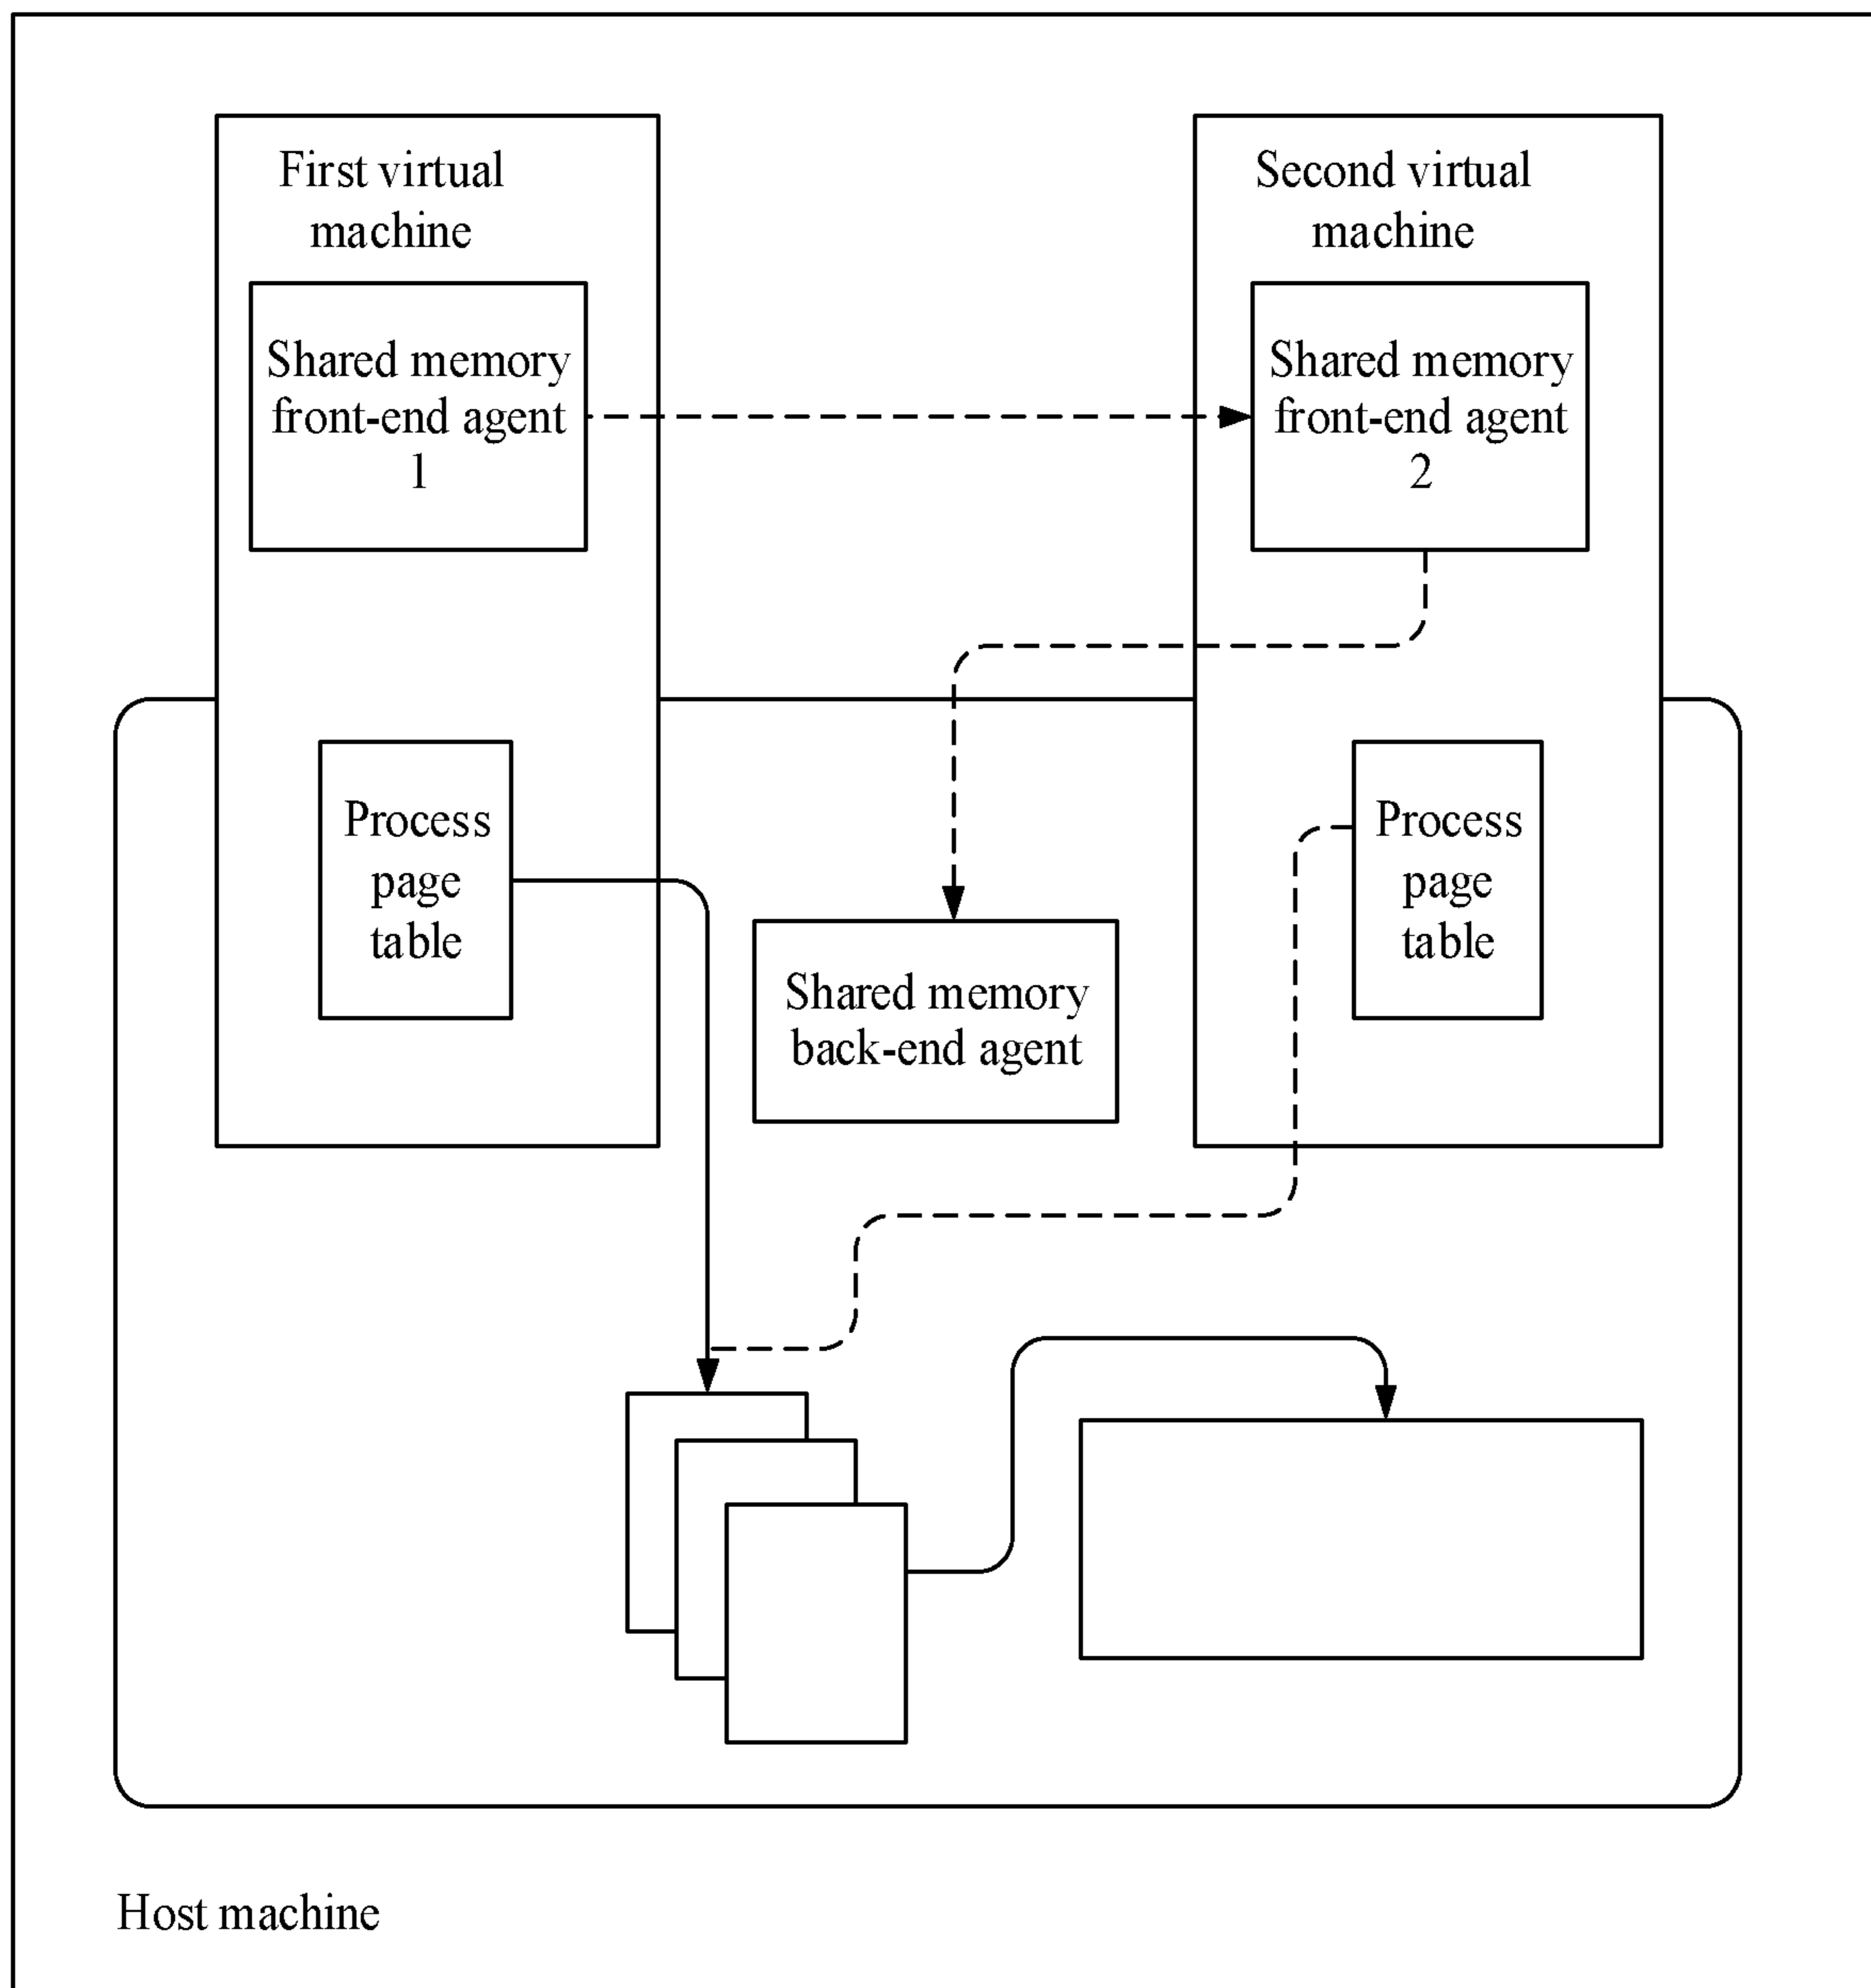 First virtual
machine
Shared memory
front-end agent
1
Second virtual
machine
Shared memory
front-end agent
2
Process
page
table
Shared memory
back-end agent
Process
page
table
Host machine